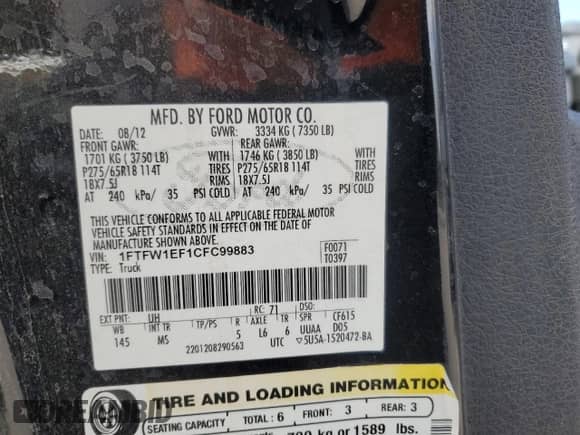 MFD. BY FORD MOTOR CO.
DATE: 08/12 GVWR: 3334 KG (7350 LB)
FRONT GAWR: REAR GAWR:
1701 KG (3750 LB) WITH 1746 KG (3850 LB) WITH
P275/65R18 114T TIRES P275/65R18 114T TIRES
18X7.5J RIMS 18X7.5J RIMS
AT 240 kPa/ 35 PSI COLD AT 240 kPa/ 35 PSI COLD
THIS VEHICLE CONFORMS TO ALL APPLICABLE FEDERAL MOTOR
VEHICLE SAFETY STANDARDS IN EFFECT ON THE DATE OF
MANUFACTURE SHOWN ABOVE.
VIN: 1FTFW1EF1CFC99883 F0071
TYPE: Truck T0397
EXT PNT: UH RC: 71 DSO:
WB INT TR TP/PS R AXLE TR SPR CF615
145 MS 5 L6 6 UUAA D05
2201208290563 UTC ▽5U5A-1520472-BA
TIRE AND LOADING INFORMATION
SEATING CAPACITY TOTAL: 6 FRONT: 3 REAR: 3
kg or 1589 lbs.